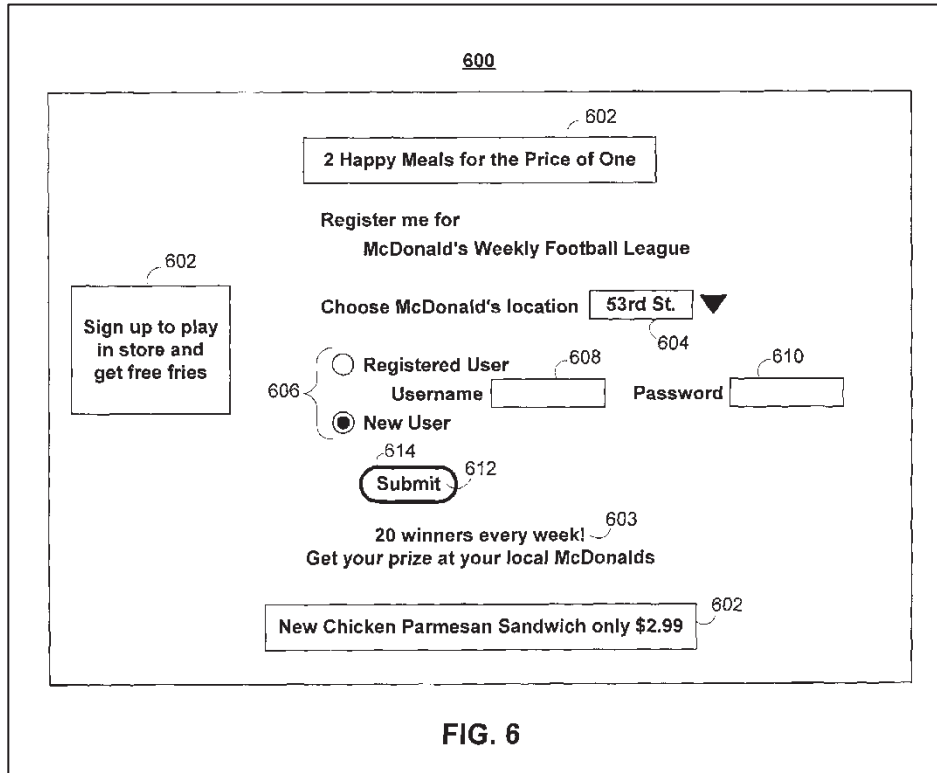 600
602
2 Happy Meals for the Price of One
Register me for
McDonald's Weekly Football League
602
Sign up to play
in store and
get free fries
Choose McDonald's location 53rd St.
604
606
Registered User
608
610
Username Password
New User
614
Submit 612
20 winners every week! 603
Get your prize at your local McDonalds
602
New Chicken Parmesan Sandwich only $2.99
FIG. 6